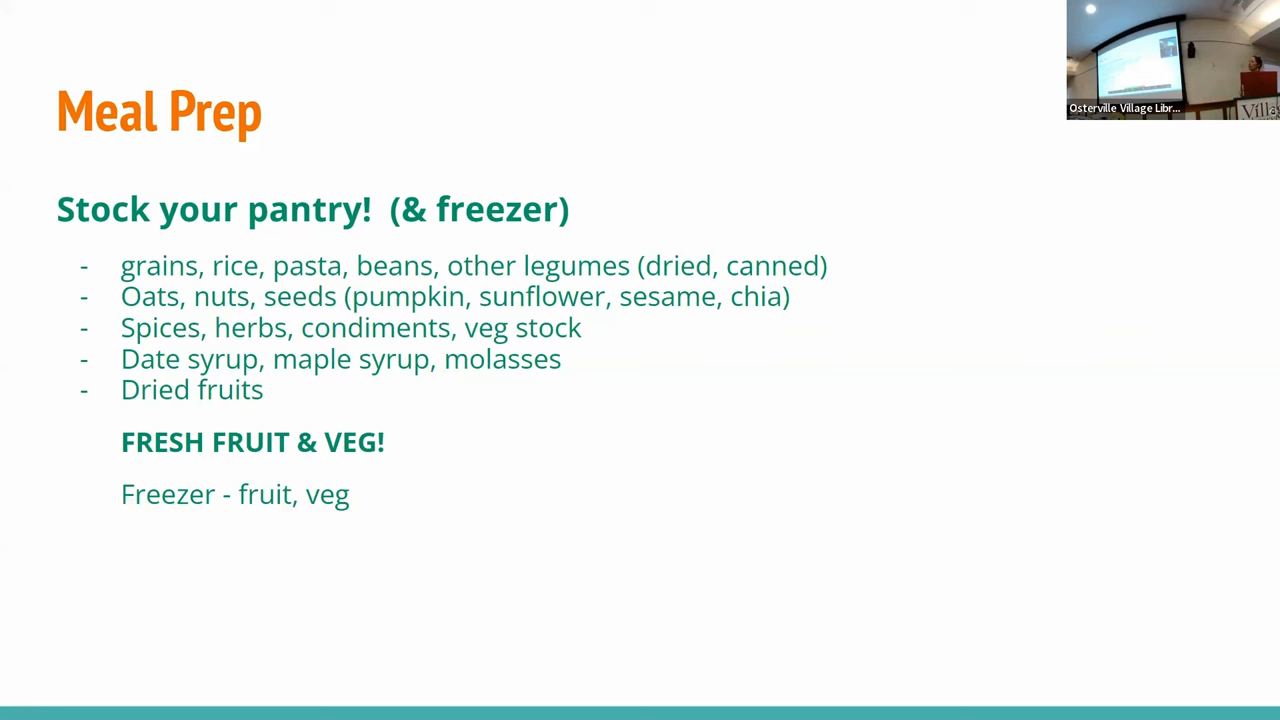 Meal Prep
Osterville Village Libr...
Stock your pantry! (& freezer)
- grains, rice, pasta, beans, other legumes (dried, canned)
- Oats, nuts, seeds (pumpkin, sunflower, sesame, chia)
- Spices, herbs, condiments, veg stock
- Date syrup, maple syrup, molasses
- Dried fruits
FRESH FRUIT & VEG!
Freezer - fruit, veg